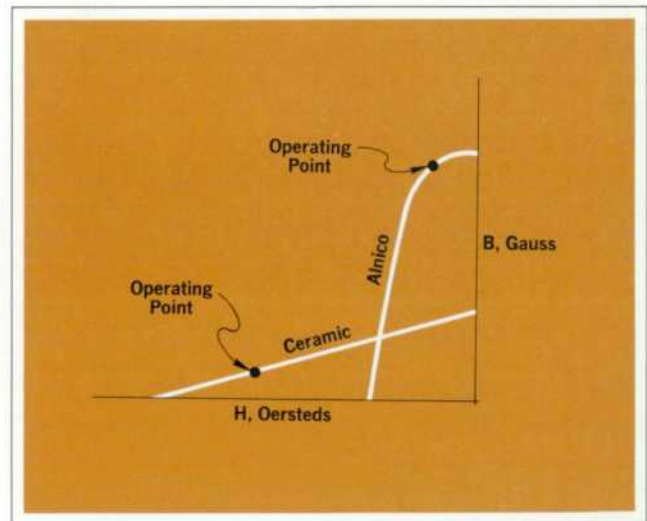 Operating
Point
B, Gauss
Alnico
Operating
Point
Ceramic
H, Oersteds